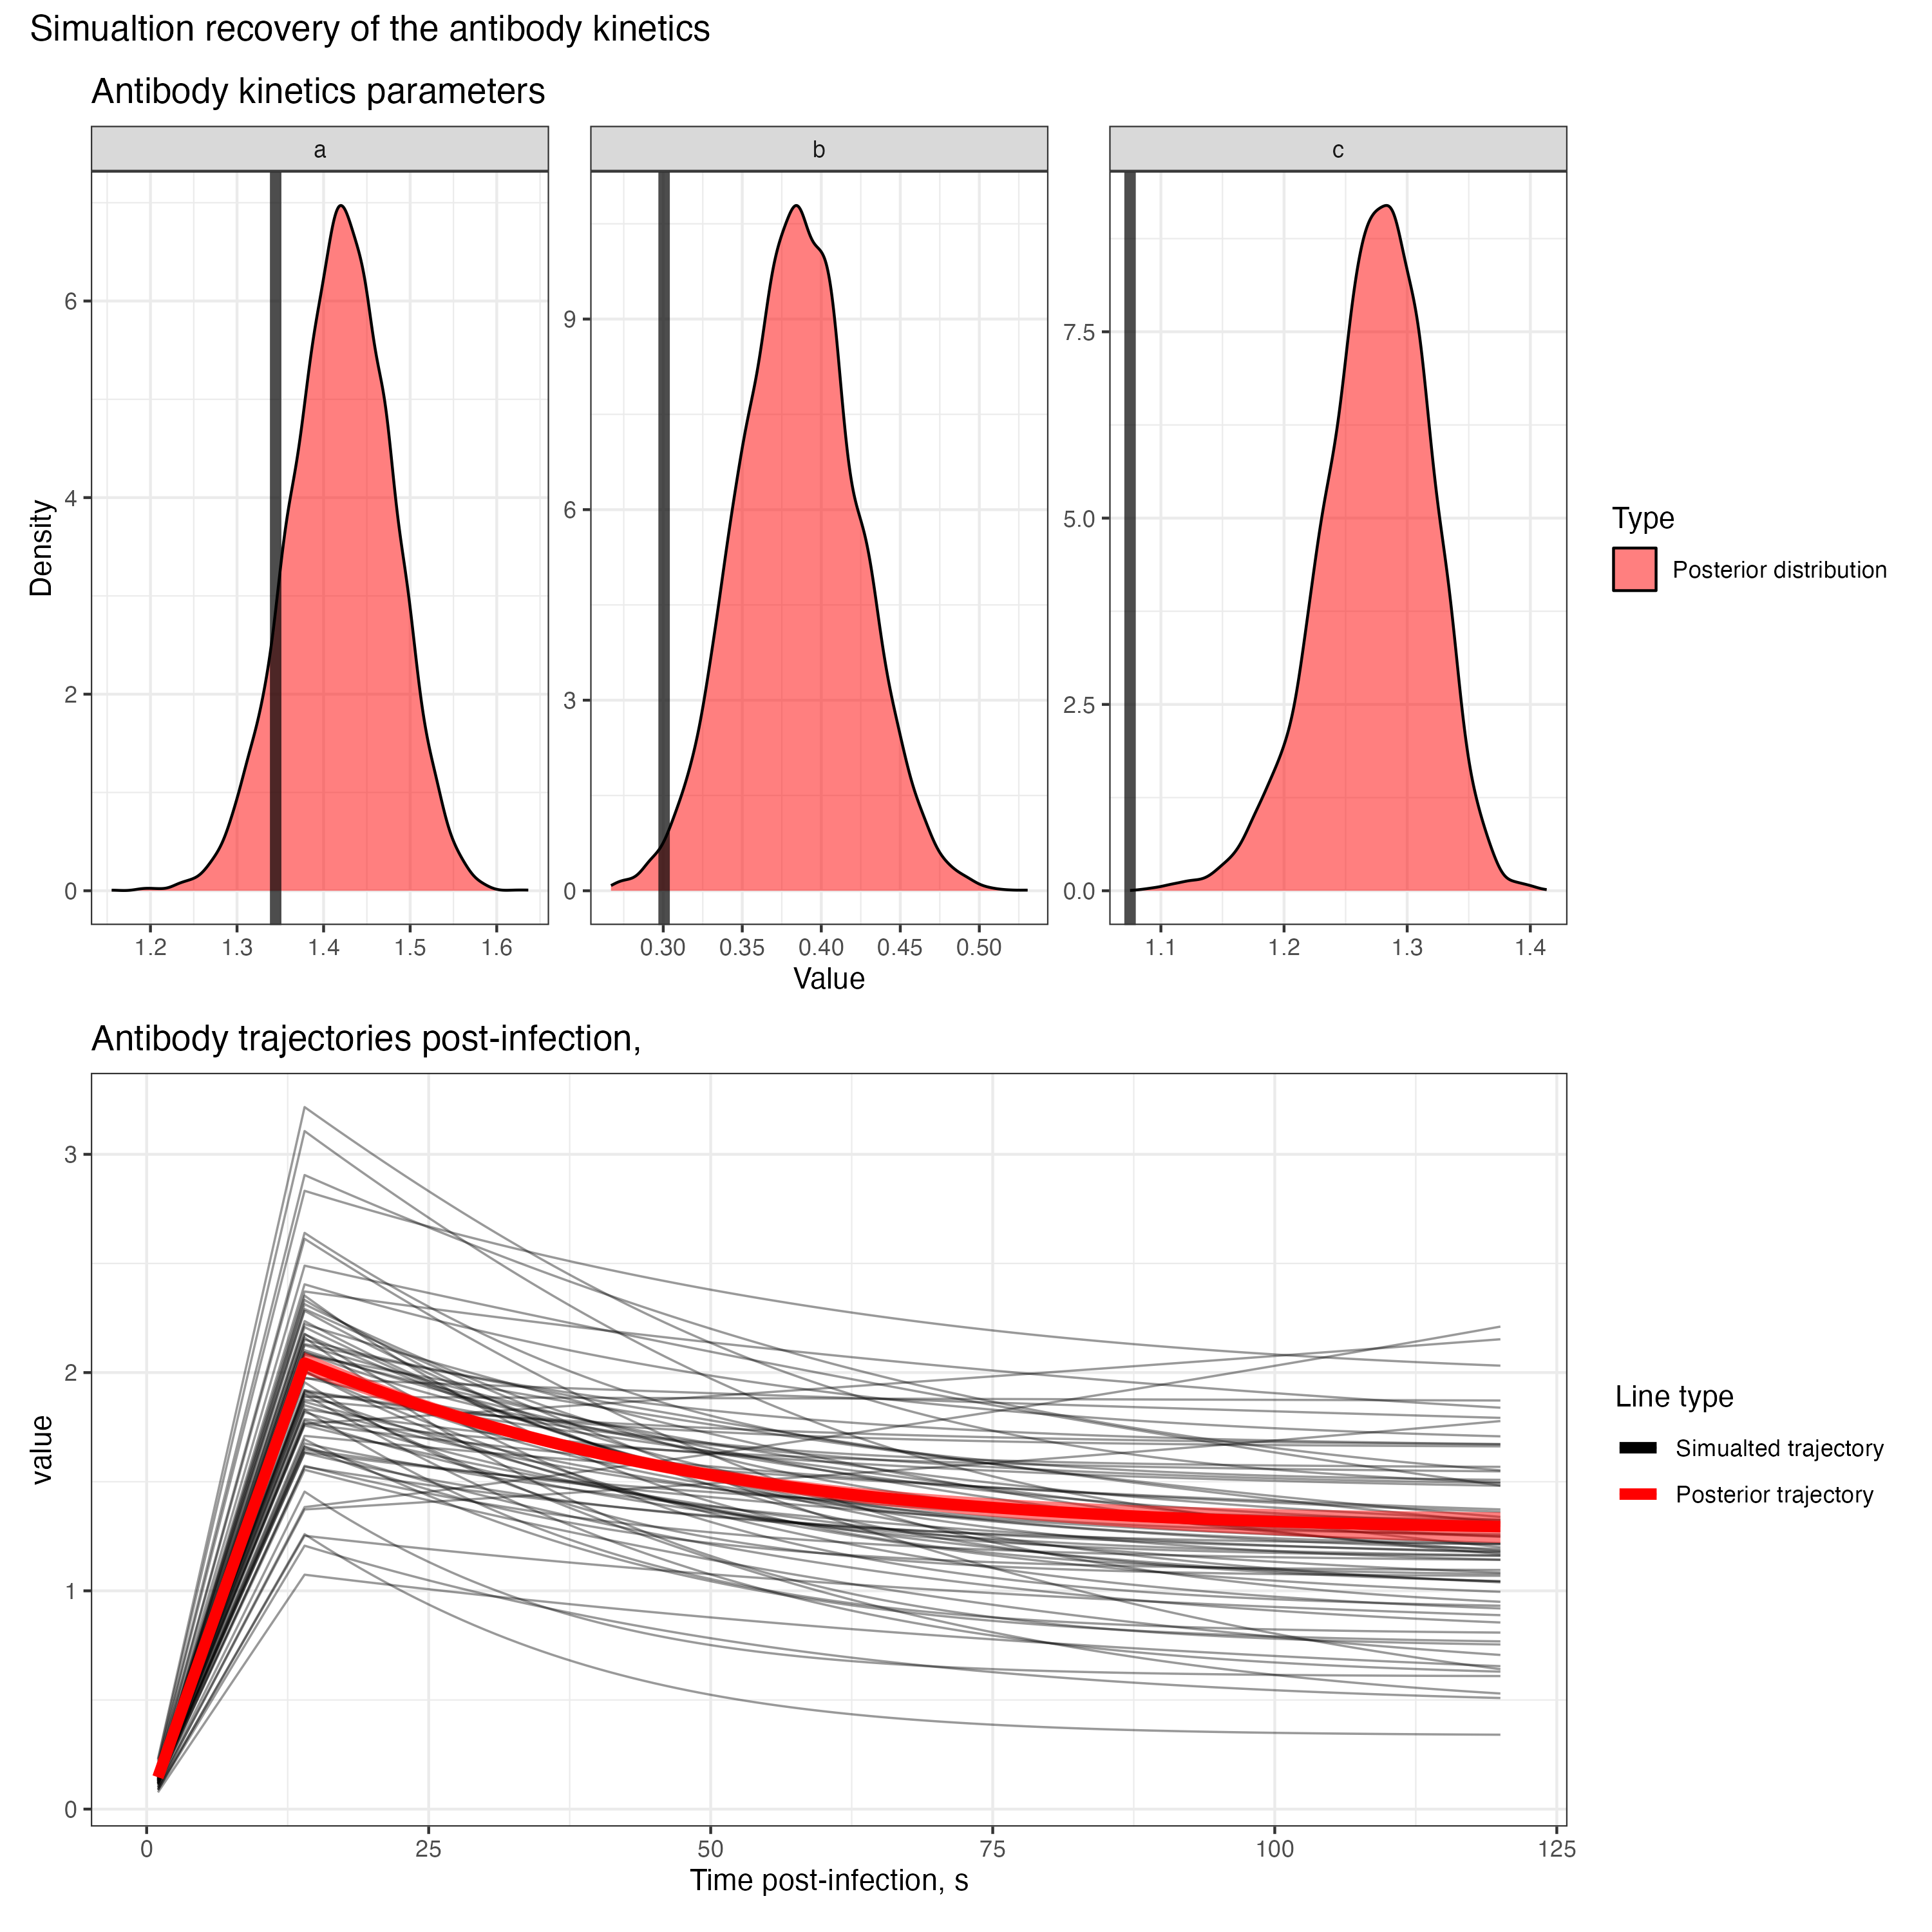 Simualtion recovery of the antibody kinetics
Antibody kinetics parameters
a
b
c
Density
0
2
4
6
1.2 1.3 1.4 1.5 1.6
0
3
6
9
0.30 0.35 0.40 0.45 0.50
0.0
2.5
5.0
7.5
1.1 1.2 1.3 1.4
Value
Type
Posterior distribution
Antibody trajectories post-infection,
value
3
2
1
0
0 25 50 75 100 125
Time post-infection, s
Line type
Simualted trajectory
Posterior trajectory